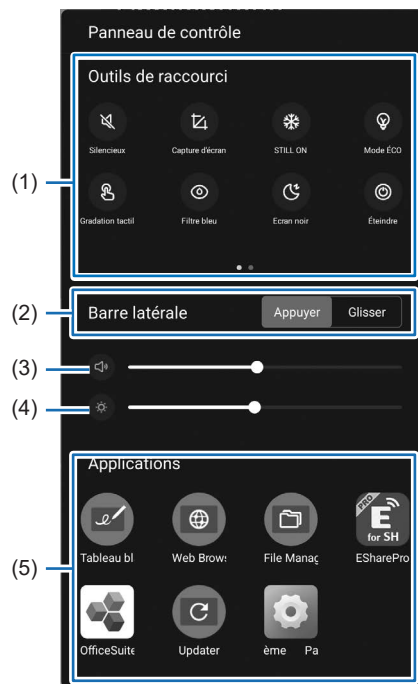 Panneau de contrôle
Outils de raccourci
Silencieux Capture d'écran STILL ON Mode ÉCO
Gradation tactil Filtre bleu Ecran noir Éteindre
(1)
(2) Barre latérale Appuyer Glisser
(3)
(4)
Applications
PRO E for SH
Tableau bl Web Brows File Manag ESharePro
(5)
OfficeSuite Updater ème Pa